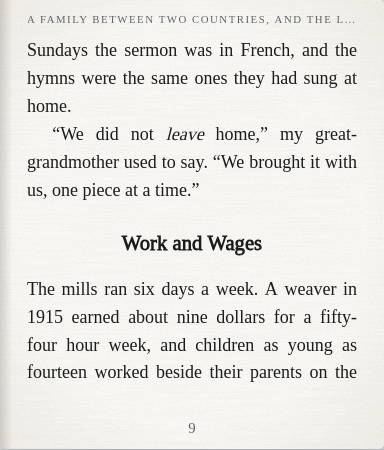 A FAMILY BETWEEN TWO COUNTRIES, AND THE L…
Sundays the sermon was in French, and the
hymns were the same ones they had sung at
home.
“We did not leave home,” my great-
grandmother used to say. “We brought it with
us, one piece at a time.”
Work and Wages
The mills ran six days a week. A weaver in
1915 earned about nine dollars for a fifty-
four hour week, and children as young as
fourteen worked beside their parents on the
9